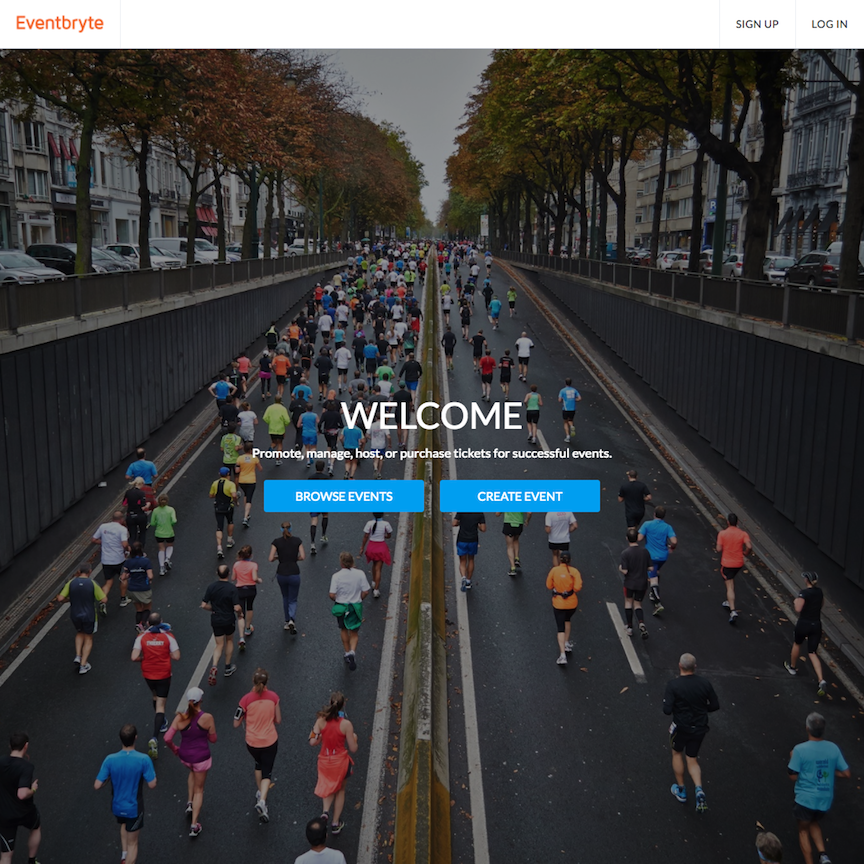 Eventbryte
SIGN UP
LOG IN
WELCOME
Promote, manage, host, or purchase tickets for successful events.
BROWSE EVENTS
CREATE EVENT